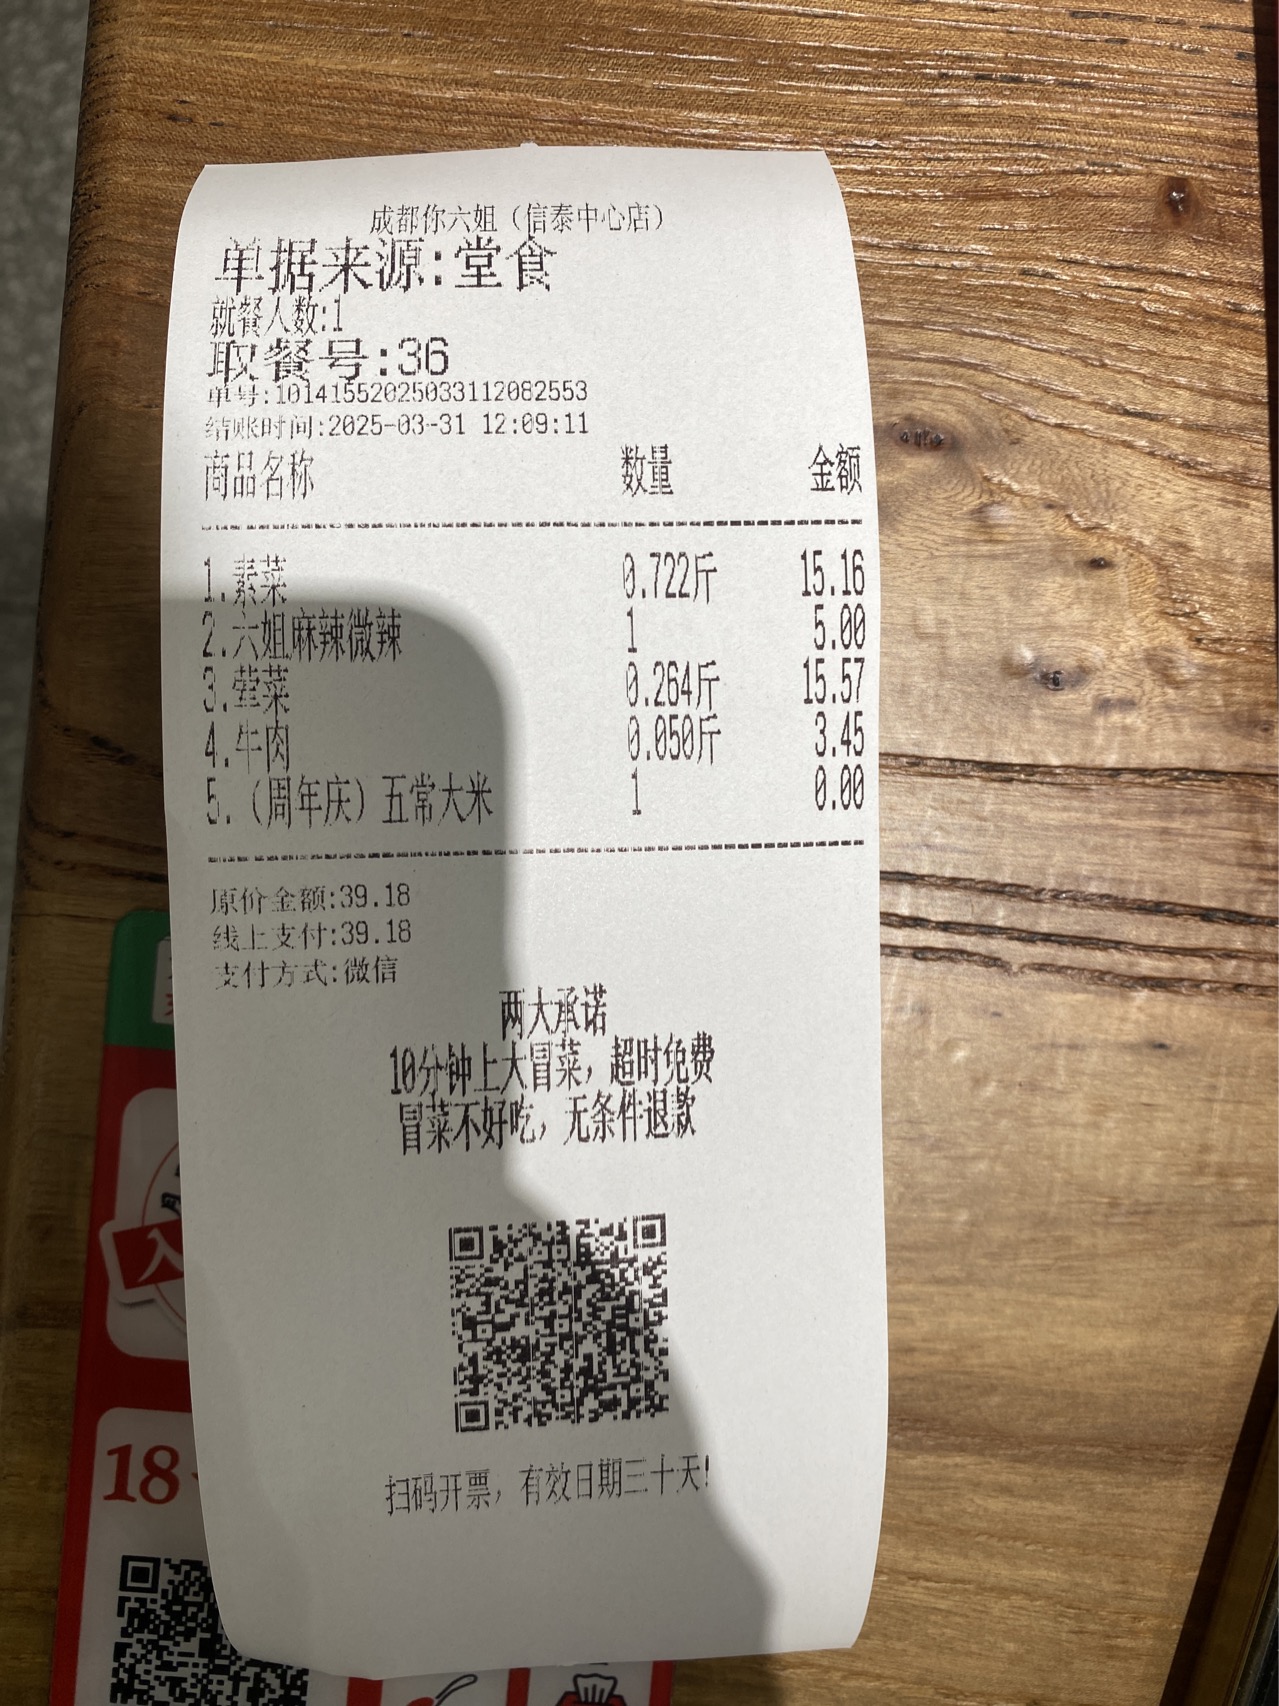 成都你六姐（信泰中心店）
单据来源:堂食
就餐人数:1
取餐号:36
单号:10141552025033112082553
结账时间:2025-03-31 12:09:11
商品名称 数量 金额
1.素菜 0.722斤 15.16
2.六姐麻辣微辣 1 5.00
3.荤菜 0.264斤 15.57
4.牛肉 0.050斤 3.45
5.（周年庆）五常大米 1 0.00
原价金额:39.18
线上支付:39.18
支付方式:微信
两大承诺
10分钟上大冒菜，超时免费
冒菜不好吃，无条件退款
扫码开票，有效日期三十天！
入
18